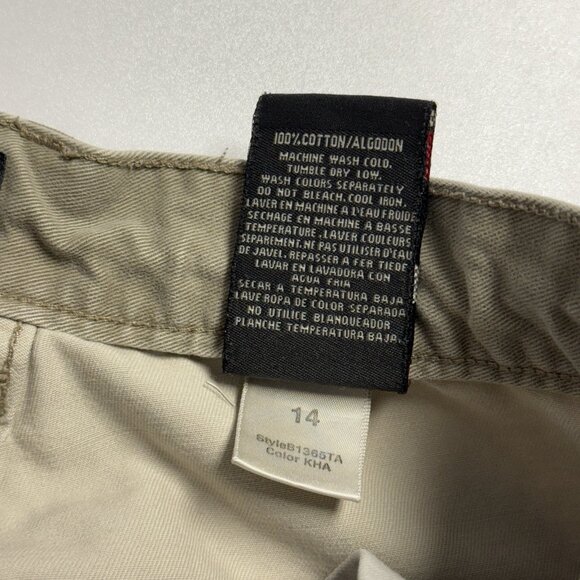 100% COTTON/ALGODON
MACHINE WASH COLD.
TUMBLE DRY LOW.
WASH COLORS SEPARATELY
DO NOT BLEACH. COOL IRON.
LAVER EN MACHINE A L'EAU FROIDE.
SECHAGE EN MACHINE A BASSE
TEMPERATURE. LAVER COULEURS
SEPAREMENT. NE PAS UTILISER D'EAU
DE JAVEL. REPASSER A FER TIEDE
LAVAR EN LAVADORA CON
AGUA FRIA
SECAR A TEMPERATURA BAJA
LAVE ROPA DE COLOR SEPARADA
NO UTILICE BLANQUEADOR
PLANCHE TEMPERATURA BAJA.
14
StyleB1365TA
Color KHA